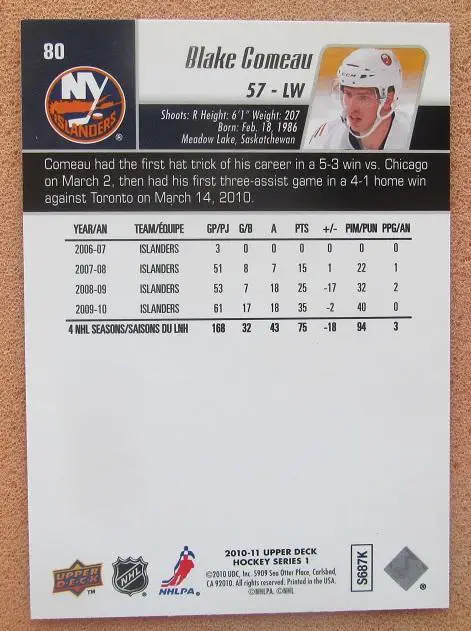 80
Blake Comeau
57 - LW
NY
ISLANDERS
®
Shoots: R Height: 6'1" Weight: 207
Born: Feb. 18, 1986
Meadow Lake, Saskatchewan
Comeau had the first hat trick of his career in a 5-3 win vs. Chicago
on March 2, then had his first three-assist game in a 4-1 home win
against Toronto on March 14, 2010.
YEAR/AN TEAM/ÉQUIPE GP/PJ G/B A PTS +/- PIM/PUN PPG/AN
2006-07 ISLANDERS 3 0 0 0 0 0 0
2007-08 ISLANDERS 51 8 7 15 1 22 1
2008-09 ISLANDERS 53 7 18 25 -17 32 2
2009-10 ISLANDERS 61 17 18 35 -2 40 0
4 NHL SEASONS/SAISONS DU LNH 168 32 43 75 -18 94 3
2010-11 UPPER DECK
HOCKEY SERIES 1
©2010 UDC, Inc. 5909 Sea Otter Place, Carlsbad,
CA 92010. All rights reserved. Printed in the USA.
©NHLPA. ©NHL.
UPPER DECK
TM
NHL
NHLPA
S687K
®